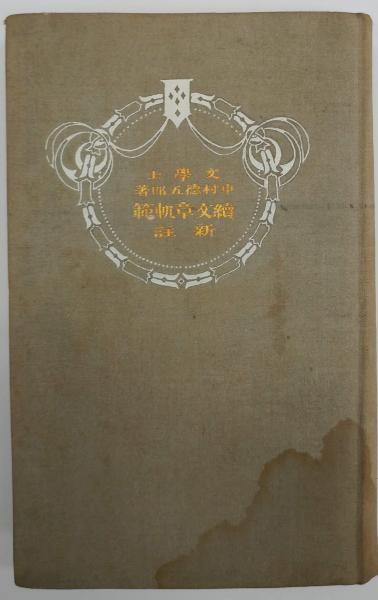 文學士
中村德五郎著
續文章軌範
新註